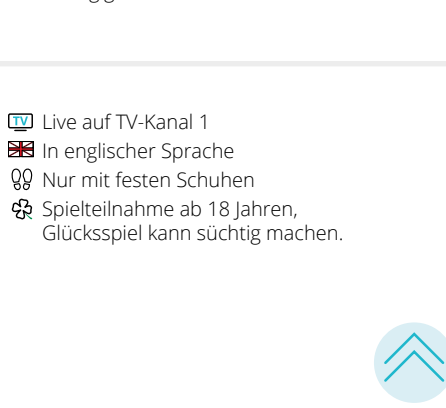 TV Live auf TV-Kanal 1
In englischer Sprache
Nur mit festen Schuhen
Spielteilnahme ab 18 Jahren,
Glücksspiel kann süchtig machen.